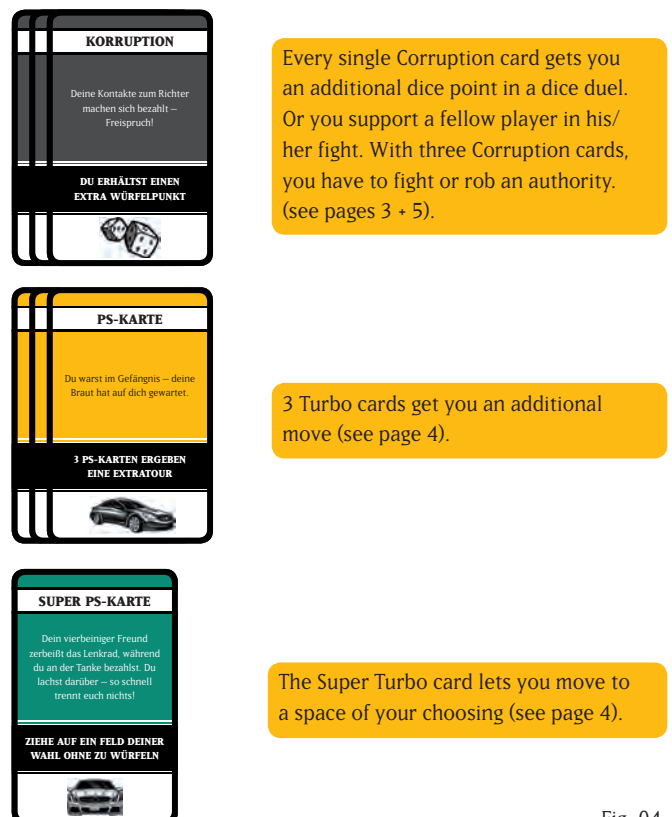 KORRUPTION
Deine Kontakte zum Richter
machen sich bezahlt –
Freispruch!
DU ERHÄLTST EINEN
EXTRA WÜRFELPUNKT
Every single Corruption card gets you
an additional dice point in a dice duel.
Or you support a fellow player in his/
her fight. With three Corruption cards,
you have to fight or rob an authority.
(see pages 3 + 5).
PS-KARTE
Du warst im Gefängnis – deine
Braut hat auf dich gewartet.
3 PS-KARTEN ERGEBEN
EINE EXTRATOUR
3 Turbo cards get you an additional
move (see page 4).
SUPER PS-KARTE
Dein vierbeiniger Freund
zerbeißt das Lenkrad, während
du an der Tanke bezahlst. Du
lachst darüber – so schnell
trennt euch nichts!
ZIEHE AUF EIN FELD DEINER
WAHL OHNE ZU WÜRFELN
The Super Turbo card lets you move to
a space of your choosing (see page 4).
Fig. 04